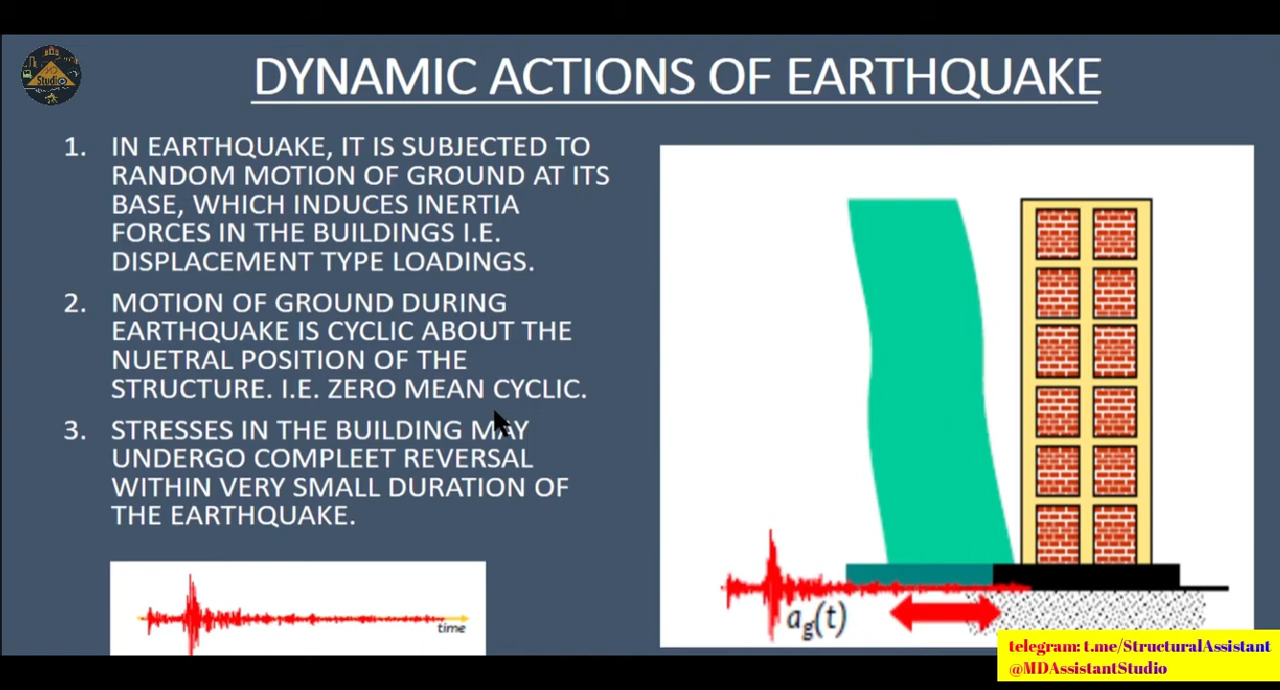 Studio
DYNAMIC ACTIONS OF EARTHQUAKE
1. IN EARTHQUAKE, IT IS SUBJECTED TO
RANDOM MOTION OF GROUND AT ITS
BASE, WHICH INDUCES INERTIA
FORCES IN THE BUILDINGS I.E.
DISPLACEMENT TYPE LOADINGS.
2. MOTION OF GROUND DURING
EARTHQUAKE IS CYCLIC ABOUT THE
NUETRAL POSITION OF THE
STRUCTURE. I.E. ZERO MEAN CYCLIC.
3. STRESSES IN THE BUILDING MAY
UNDERGO COMPLEET REVERSAL
WITHIN VERY SMALL DURATION OF
THE EARTHQUAKE.
time
ag(t)
telegram: t.me/StructuralAssistant
@MDAssistantStudio